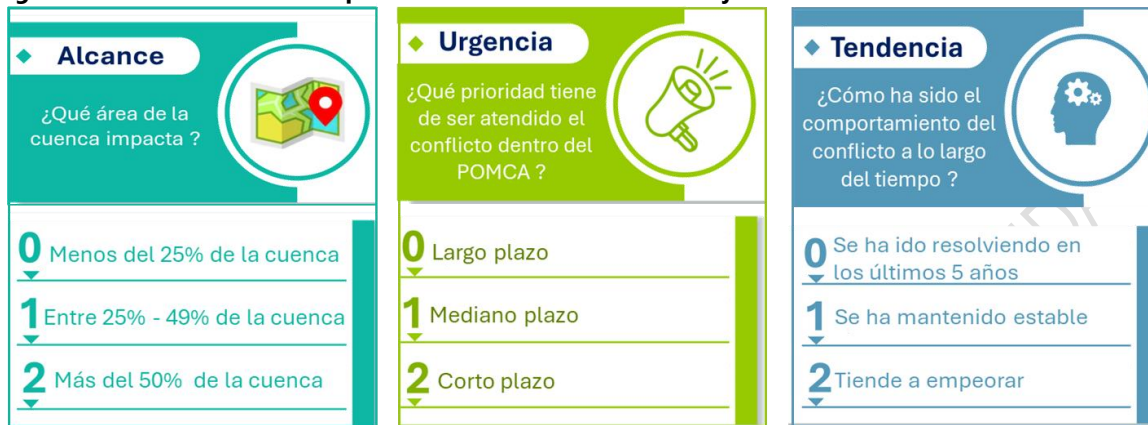 Alcance
¿Qué área de la
cuenca impacta ?
0 Menos del 25% de la cuenca
1 Entre 25% - 49% de la cuenca
2 Más del 50% de la cuenca
Urgencia
¿Qué prioridad tiene
de ser atendido el
conflicto dentro del
POMCA ?
0 Largo plazo
1 Mediano plazo
2 Corto plazo
Tendencia
¿Cómo ha sido el
comportamiento del
conflicto a lo largo
del tiempo ?
0 Se ha ido resolviendo en
los últimos 5 años
1 Se ha mantenido estable
2 Tiende a empeorar